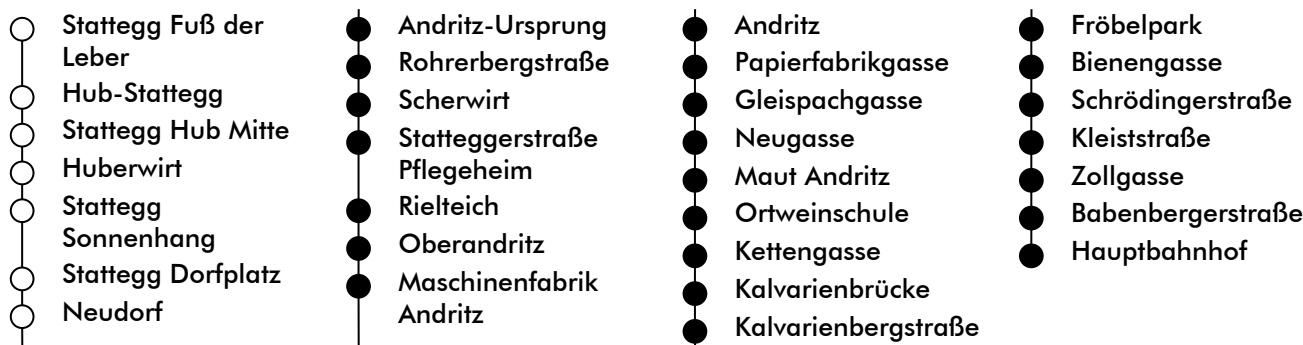 Stattegg Fuß der
Leber
Hub-Stattegg
Stattegg Hub Mitte
Huberwirt
Stattegg
Sonnenhang
Stattegg Dorfplatz
Neudorf
Andritz-Ursprung
Rohrerbergstraße
Scherwirt
Statteggerstraße
Pflegeheim
Rielteich
Oberandritz
Maschinenfabrik
Andritz
Andritz
Papierfabrikgasse
Gleispachgasse
Neugasse
Maut Andritz
Ortweinschule
Kettengasse
Kalvarienbrücke
Kalvarienbergstraße
Fröbelpark
Bienengasse
Schrödingerstraße
Kleiststraße
Zollgasse
Babenbergerstraße
Hauptbahnhof